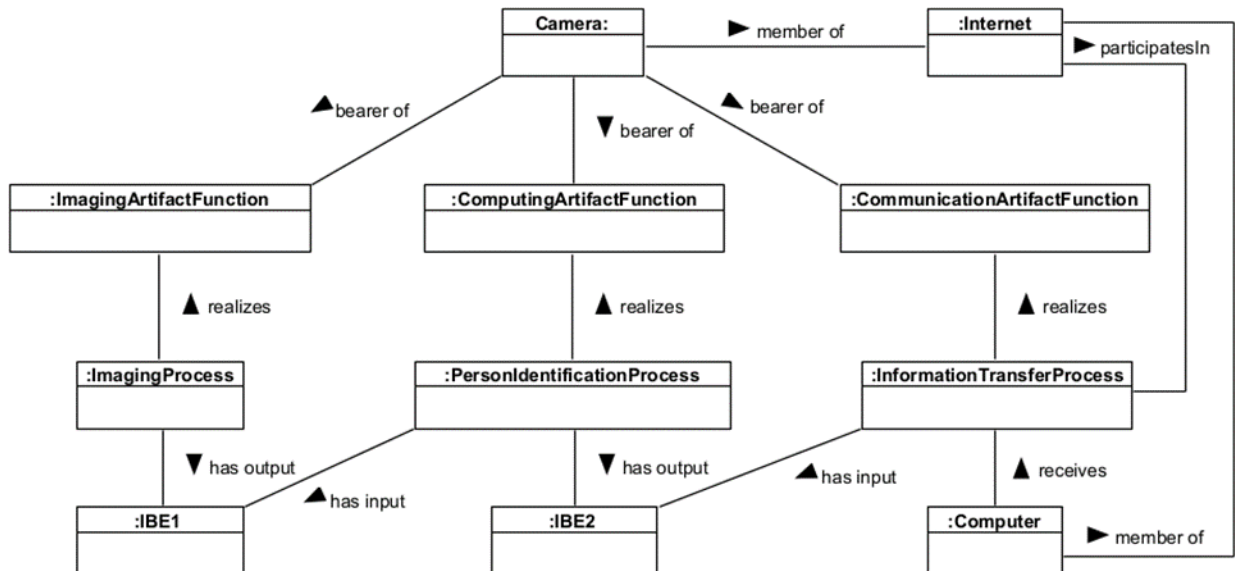 Camera:
:Internet
member of
participatesIn
bearer of
bearer of
bearer of
:ImagingArtifactFunction
:ComputingArtifactFunction
:CommunicationArtifactFunction
realizes
realizes
realizes
:ImagingProcess
:PersonIdentificationProcess
:InformationTransferProcess
has output
has input
has output
has input
receives
:IBE1
:IBE2
:Computer
member of